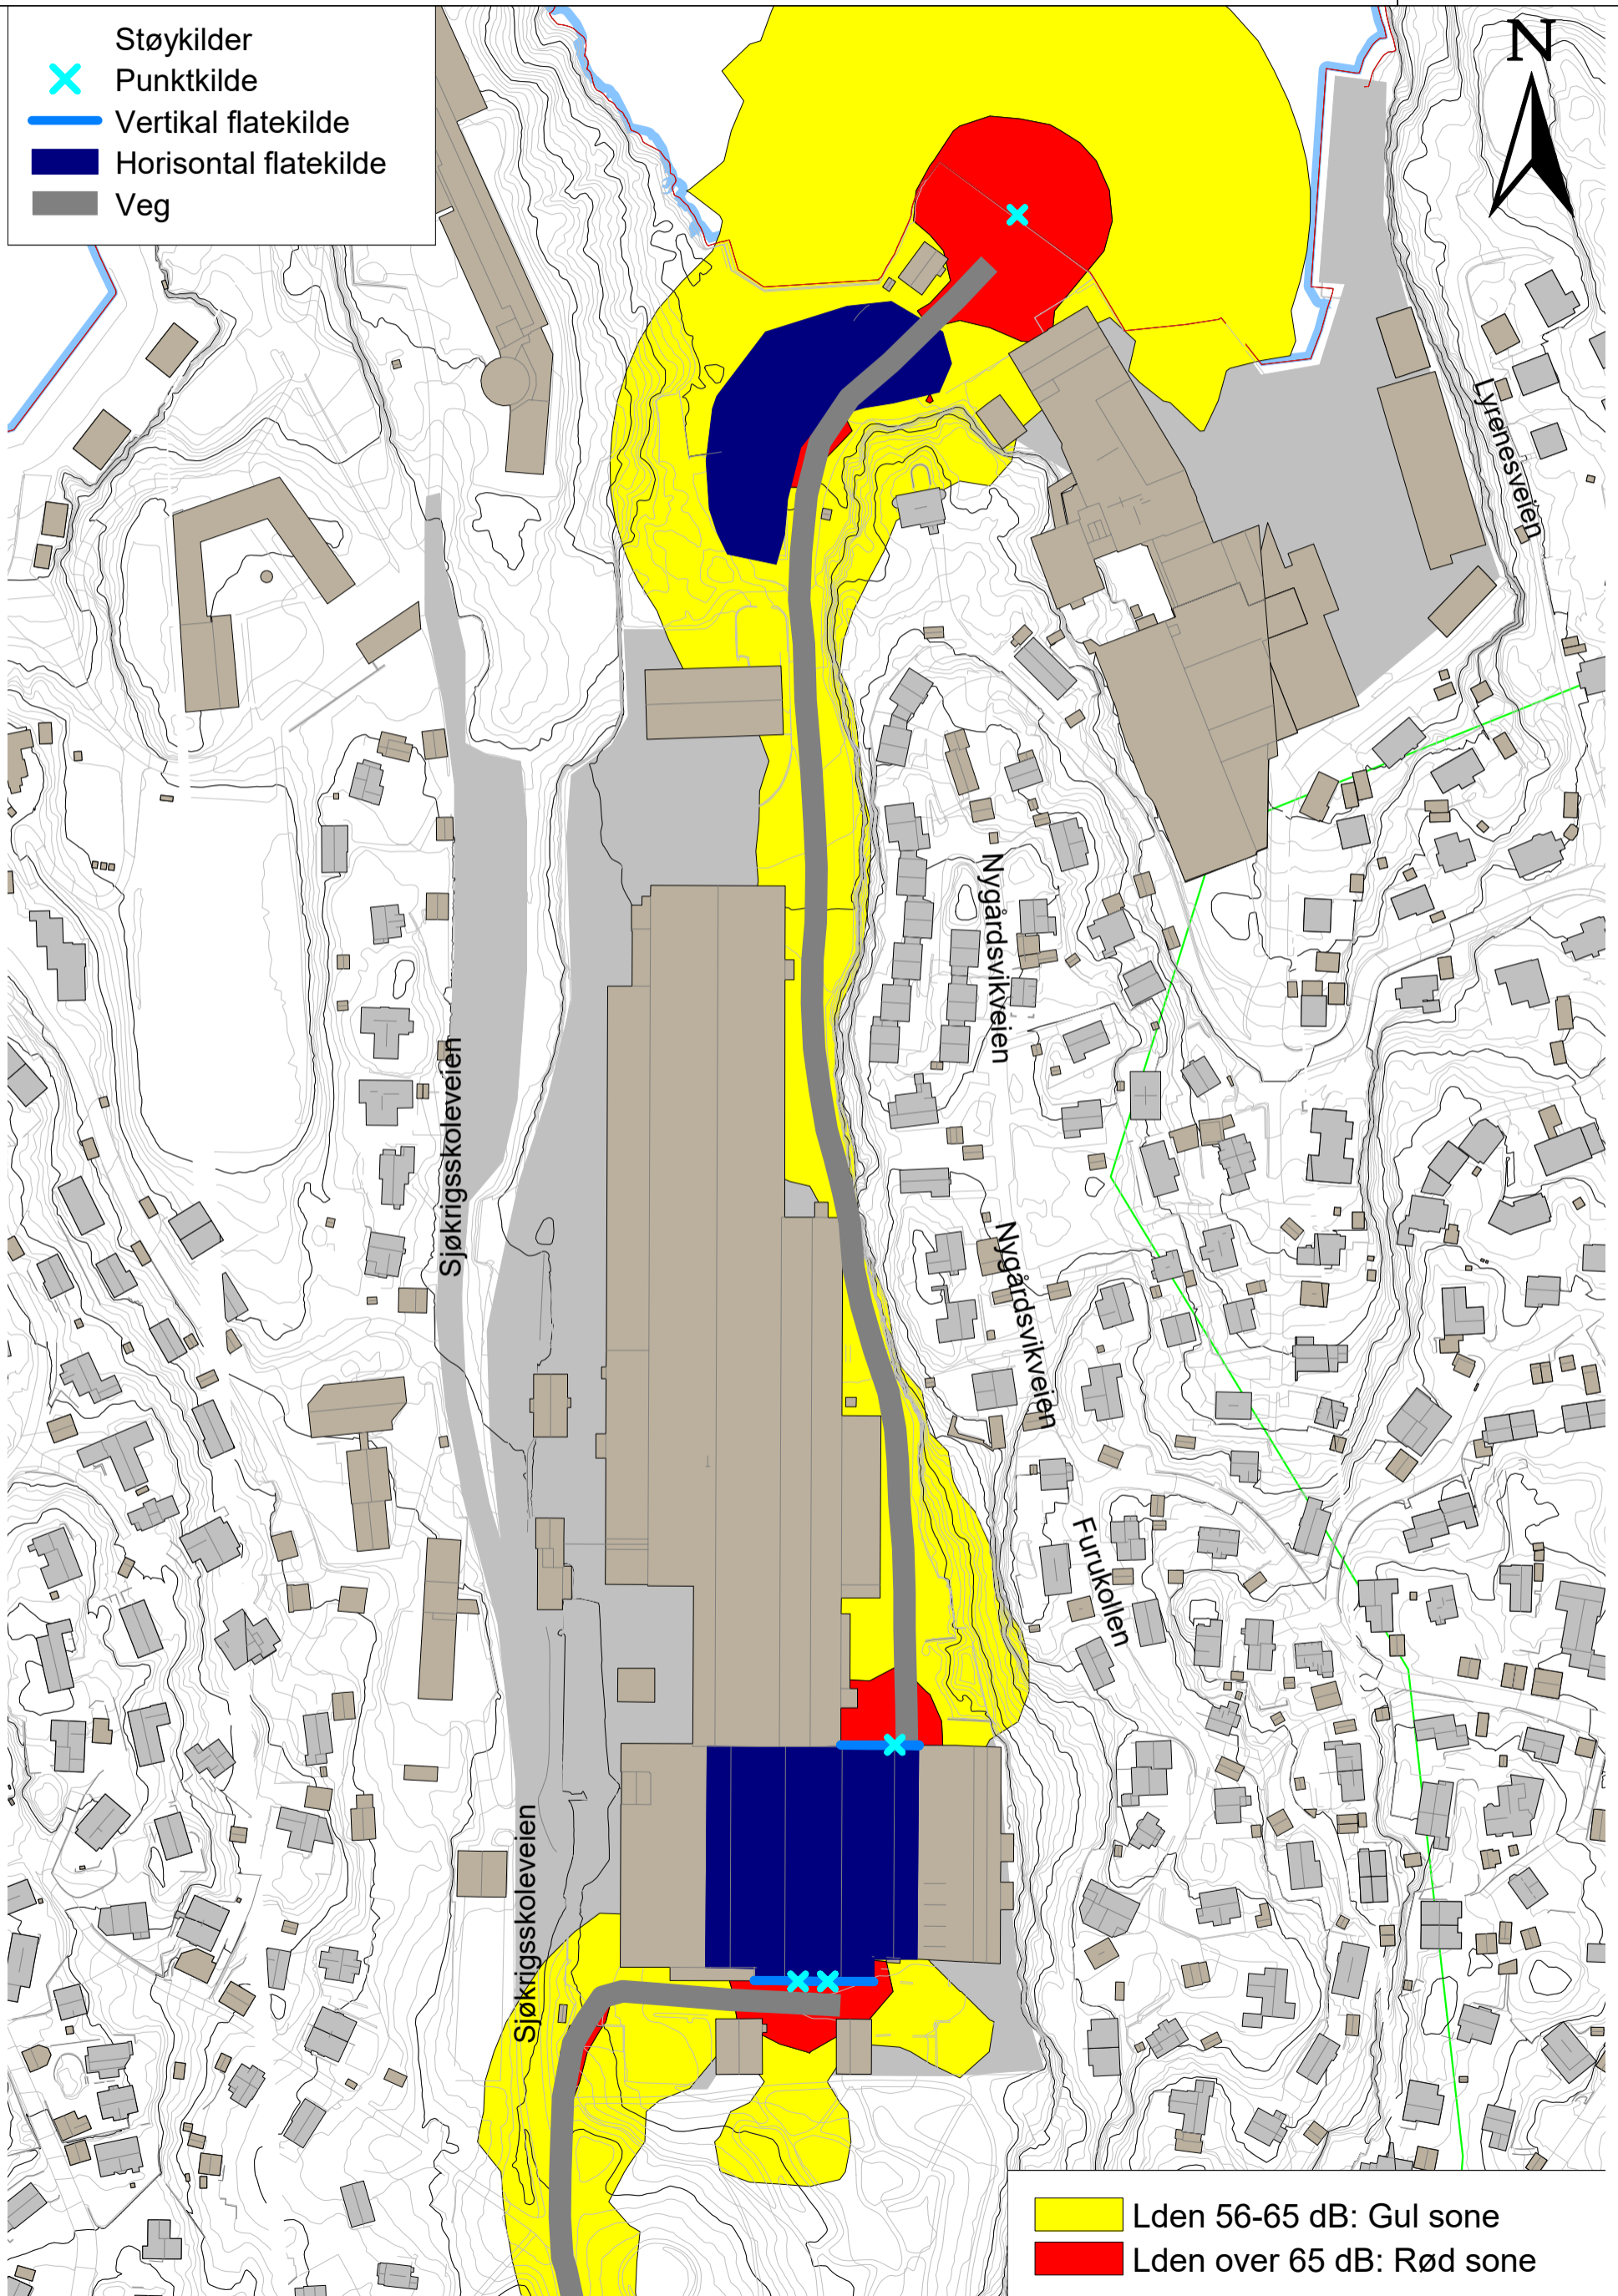 Støykilder
Punktkilde
Vertikal flatekilde
Horisontal flatekilde
Veg
N
Lyrenesveien
Nygårdsvikveien
Sjøkrigsskoleveien
Nygårdsvikveien
Furukollen
Sjøkrigsskoleveien
Lden 56-65 dB: Gul sone
Lden over 65 dB: Rød sone